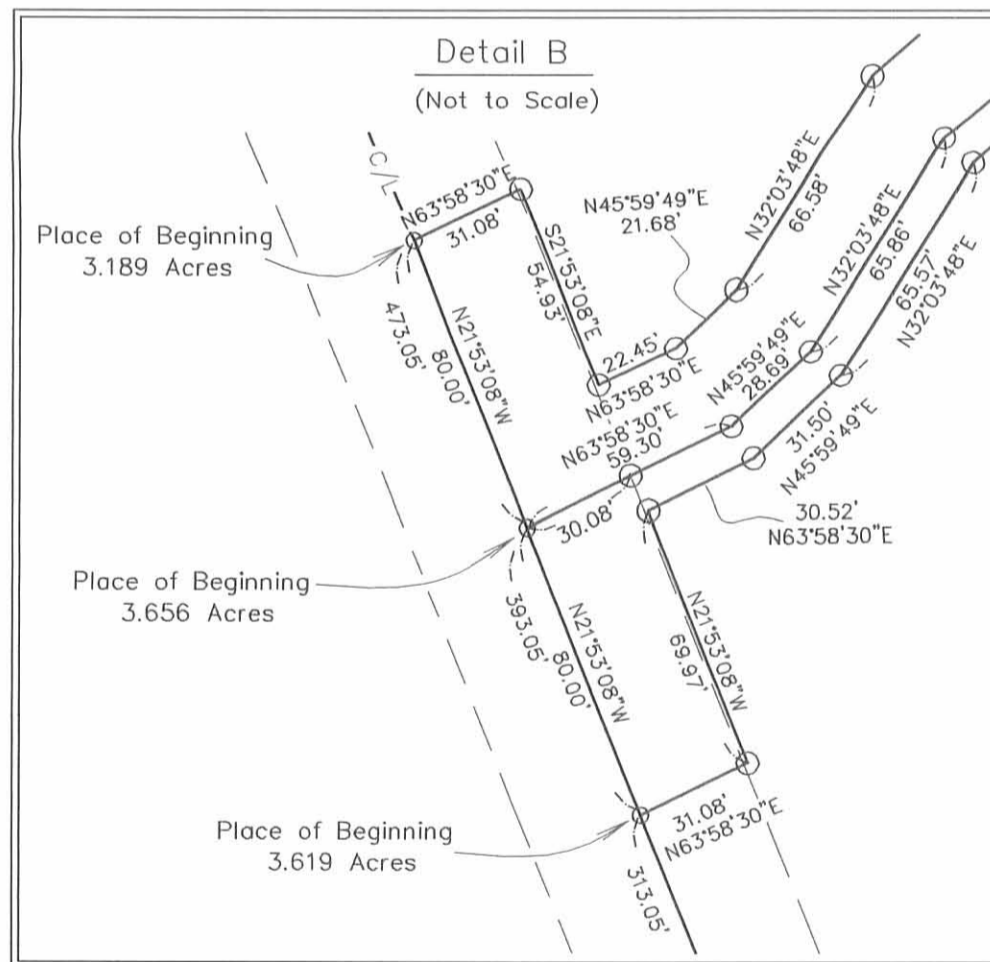 Detail B
(Not to Scale)
C/L
N63°58'30"E
31.08'
Place of Beginning
3.189 Acres
473.05'
N21°53'08"W
80.00'
S21°53'08"E
54.93'
N45°59'49"E
21.68'
N32°03'48"E
66.58'
22.45'
N63°58'30"E
N32°03'48"E
65.86'
65.57'
N32°03'48"E
N45°59'49"E
28.69'
N63°58'30"E
59.30'
30.08'
31.50'
N45°59'49"E
30.52'
N63°58'30"E
Place of Beginning
3.656 Acres
393.05'
N21°53'08"W
80.00'
N21°53'08"W
69.97'
Place of Beginning
3.619 Acres
31.08'
N63°58'30"E
313.05'